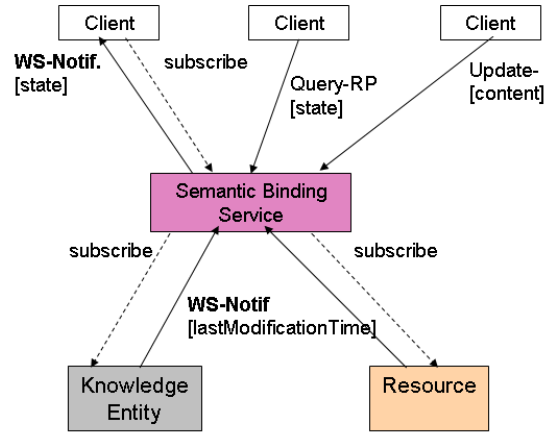 Client
Client
Client
WS-Notif.
[state]
subscribe
Query-RP
[state]
Update-
[content]
Semantic Binding
Service
subscribe
subscribe
WS-Notif
[lastModificationTime]
Knowledge
Entity
Resource